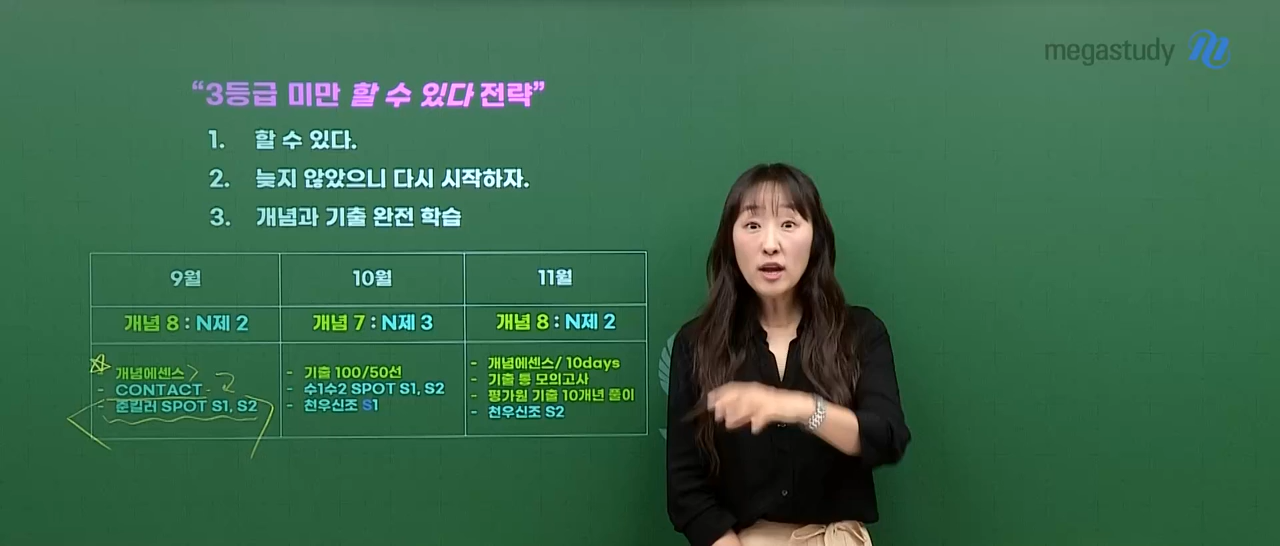 megastudy
“3등급 미만 할 수 있다 전략”
1. 할 수 있다.
2. 늦지 않았으니 다시 시작하자.
3. 개념과 기출 완전 학습
9월 10월 11월
개념 8 : N제 2 개념 7 : N제 3 개념 8 : N제 2
개념에센스
- CONTACT
- 준킬러 SPOT S1, S2
- 기출 100/50선
- 수1수2 SPOT S1, S2
- 천우신조 S1
- 개념에센스/ 10days
- 기출 통 모의고사
- 평가원 기출 10개년 풀이
- 천우신조 S2